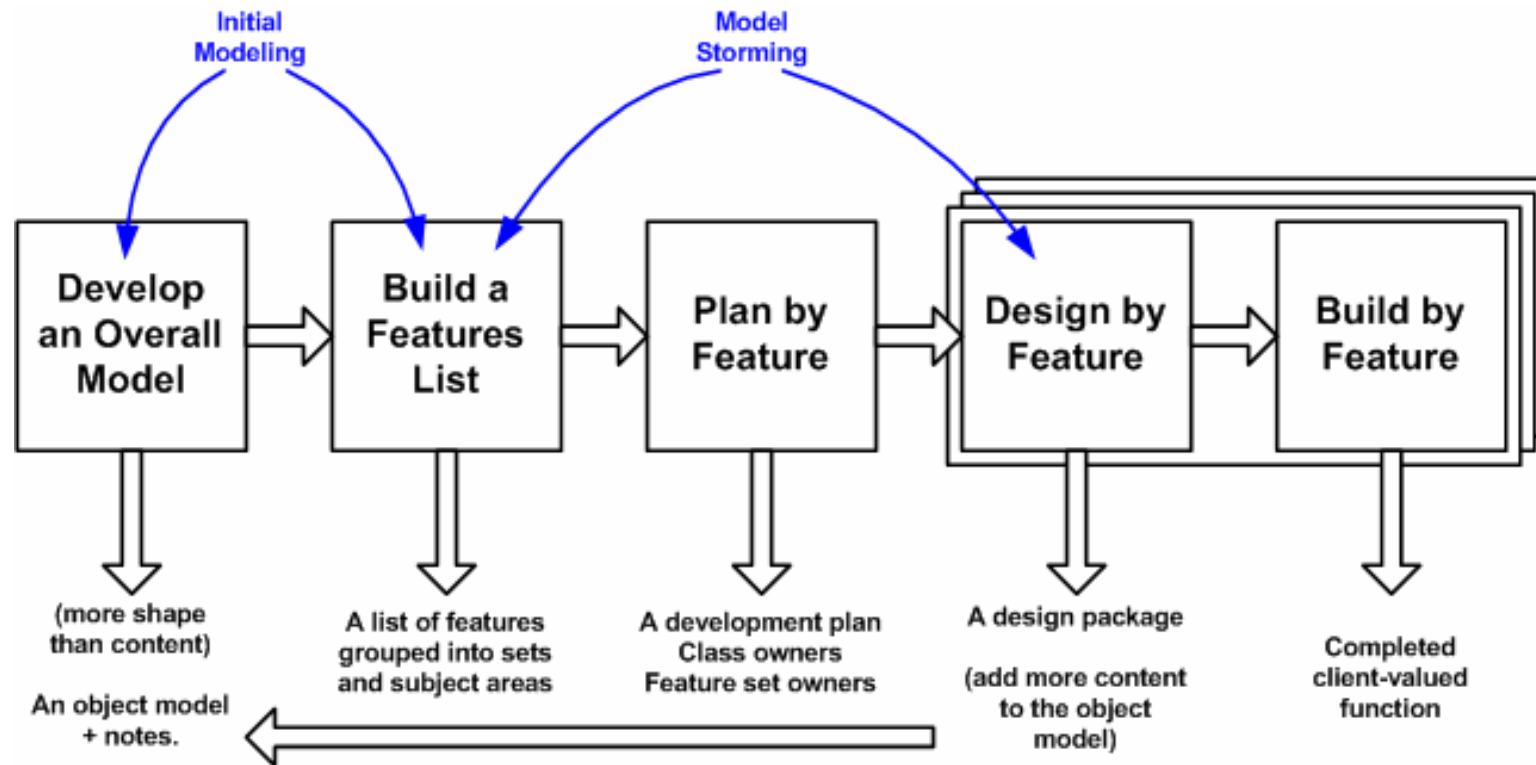 Initial
Modeling
Model
Storming
Develop
an Overall
Model
Build a
Features
List
Plan by
Feature
Design by
Feature
Build by
Feature
(more shape
than content)
An object model
+ notes.
A list of features
grouped into sets
and subject areas
A development plan
Class owners
Feature set owners
A design package
(add more content
to the object
model)
Completed
client-valued
function